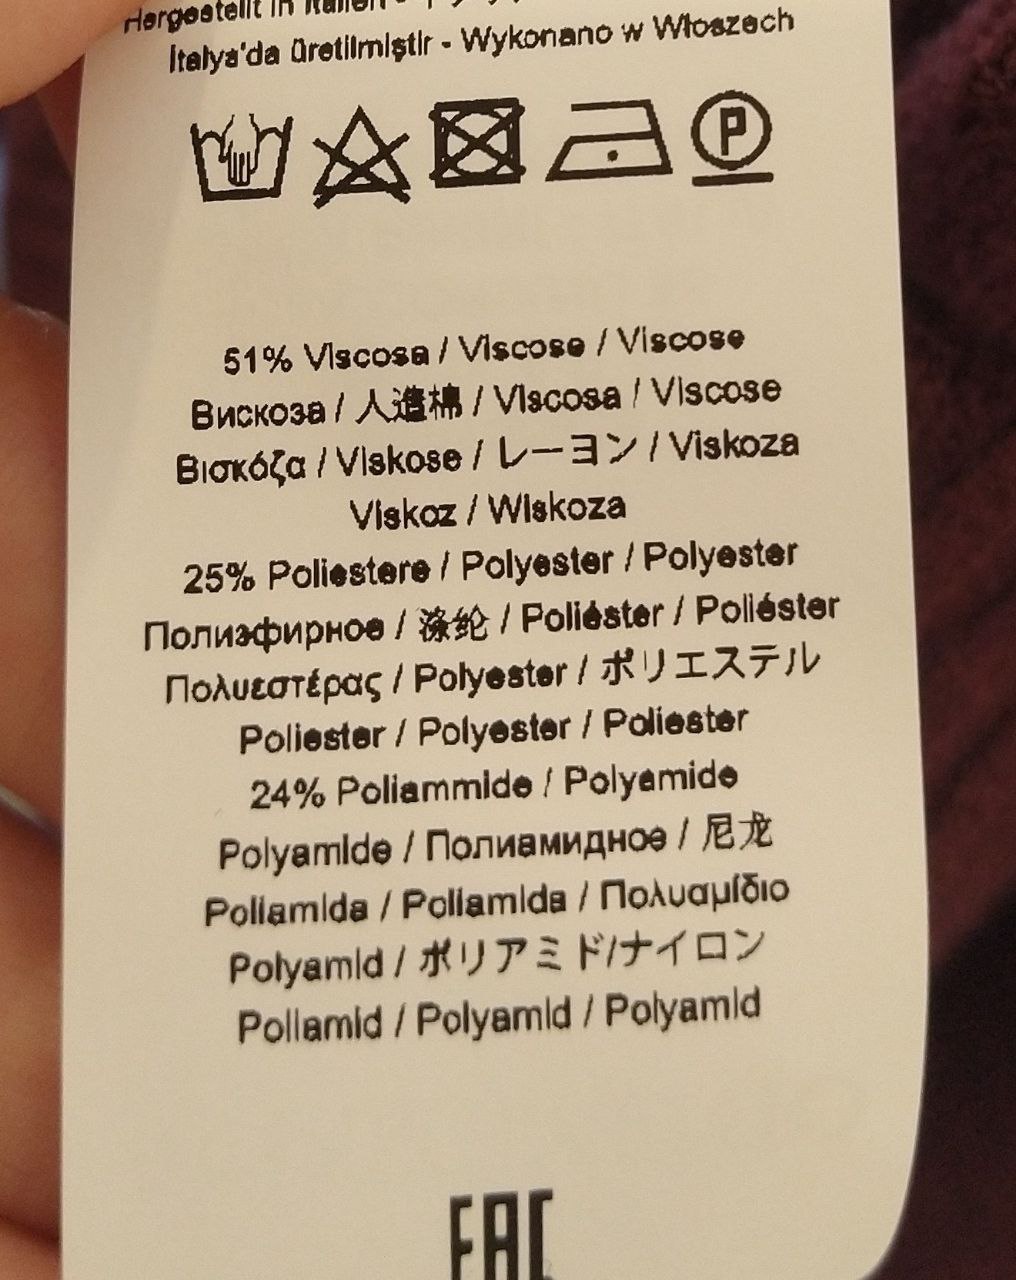 Hergestellt in Italien -
İtalya'da üretilmiştir - Wykonano w Włoszech
P
51% Viscosa / Viscose / Viscose
Вискоза / 人造棉 / Viscosa / Viscose
Βισκόζα / Viskose / レーヨン / Viskoza
Viskoz / Wiskoza
25% Poliestere / Polyester / Polyester
Полиэфирное / 涤纶 / Poliéster / Poliéster
Πολυεστέρας / Polyester / ポリエステル
Poliester / Polyester / Poliester
24% Poliammide / Polyamide
Polyamide / Полиамидное / 尼龙
Poliamida / Poliamida / Πολυαμίδιο
Polyamid / ポリアミド/ナイロン
Poliamid / Polyamid / Polyamid
EAC